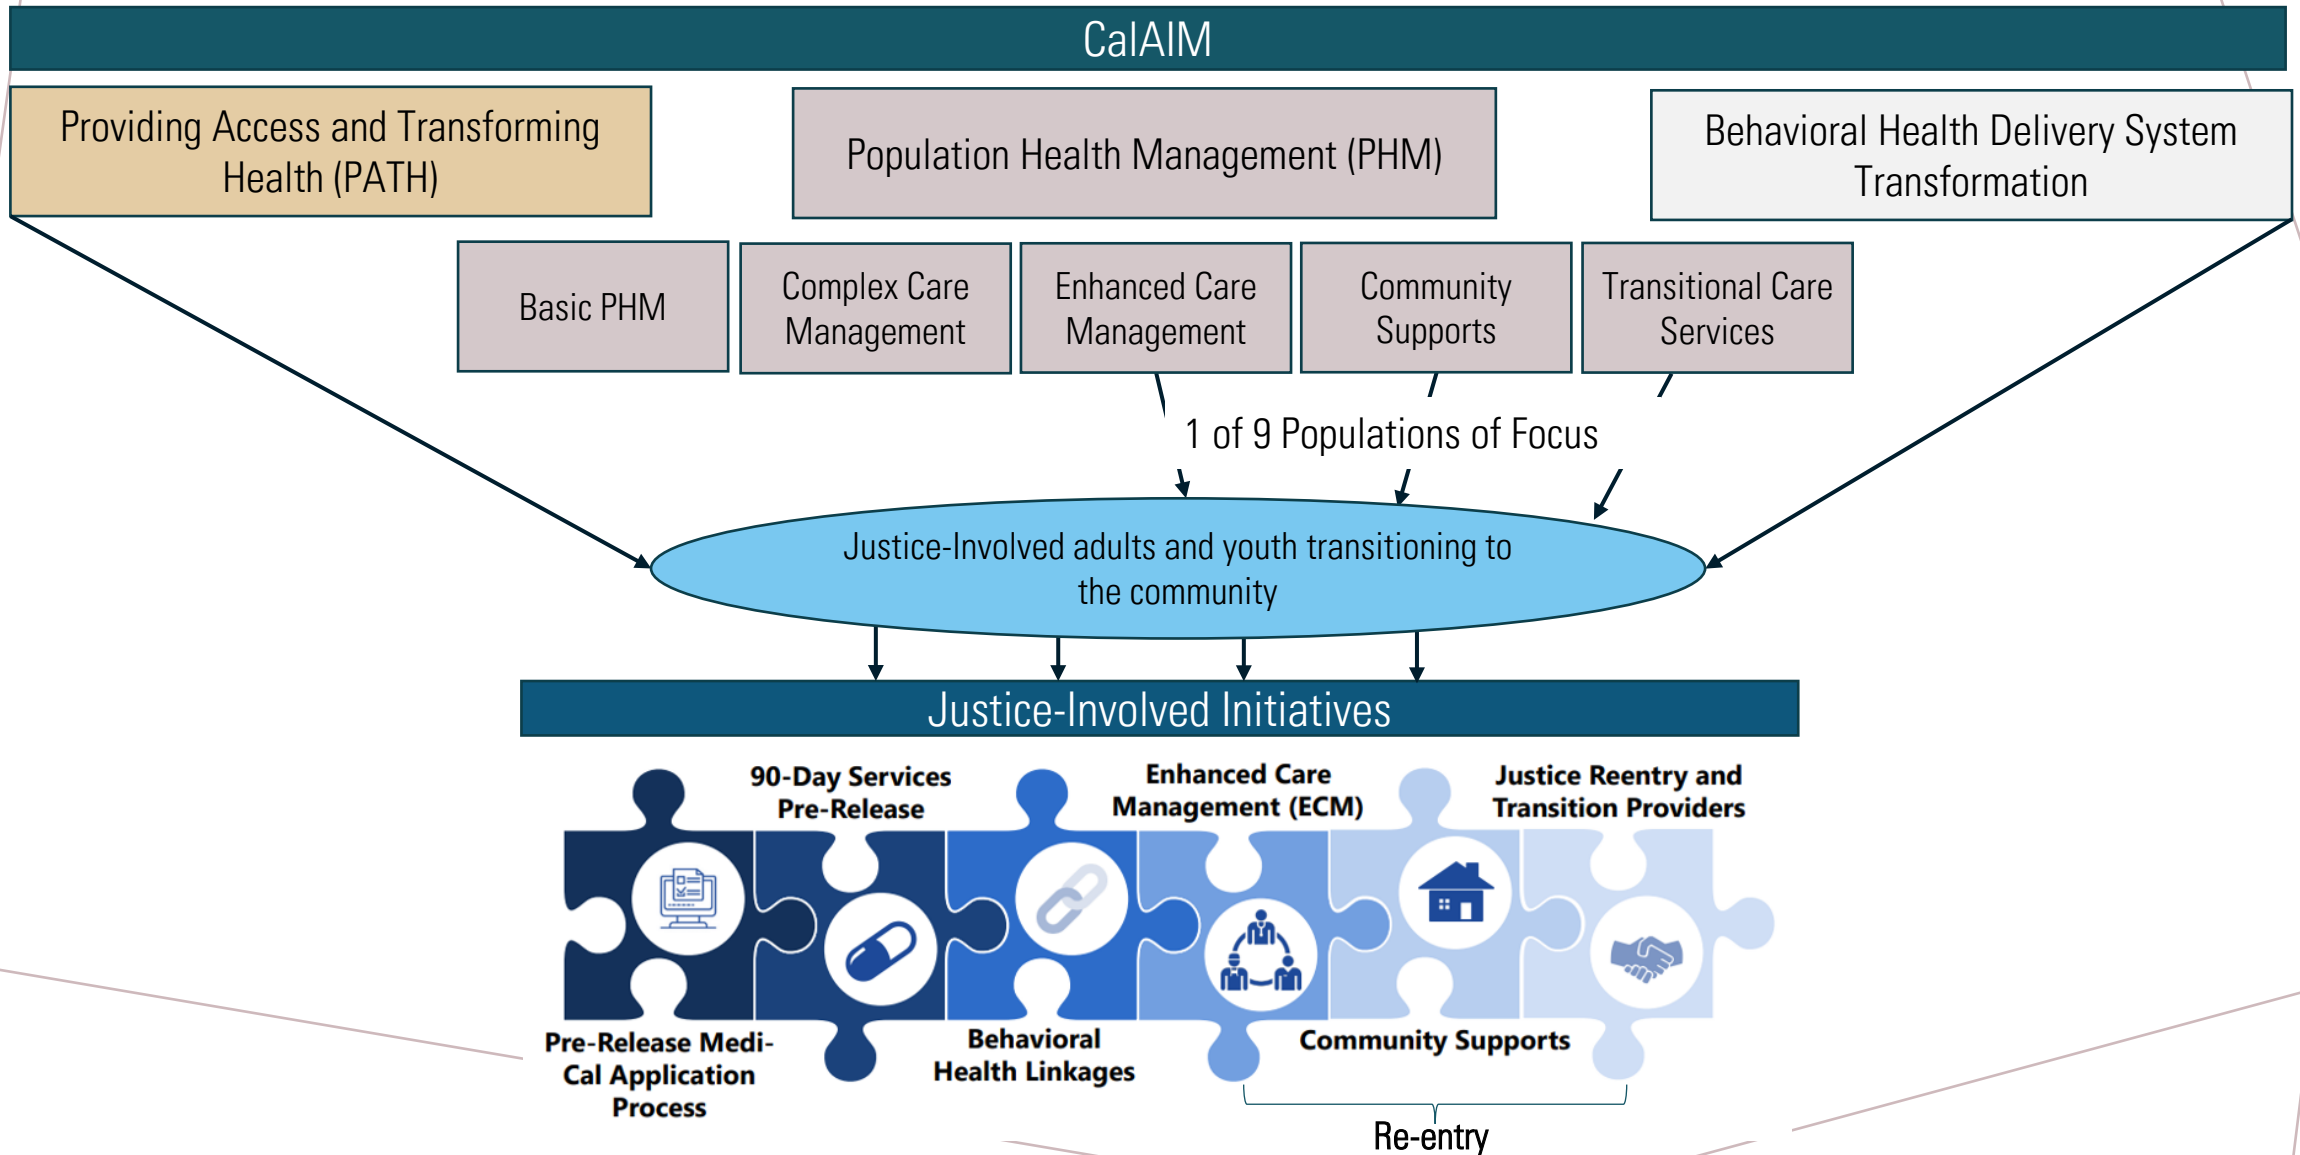 CalAIM
Providing Access and Transforming
Health (PATH)
Population Health Management (PHM)
Behavioral Health Delivery System
Transformation
Basic PHM
Complex Care
Management
Enhanced Care
Management
Community
Supports
Transitional Care
Services
1 of 9 Populations of Focus
Justice-Involved adults and youth transitioning to
the community
Justice-Involved Initiatives
90-Day Services
Pre-Release
Enhanced Care
Management (ECM)
Justice Reentry and
Transition Providers
Pre-Release Medi-
Cal Application
Process
Behavioral
Health Linkages
Community Supports
Re-entry